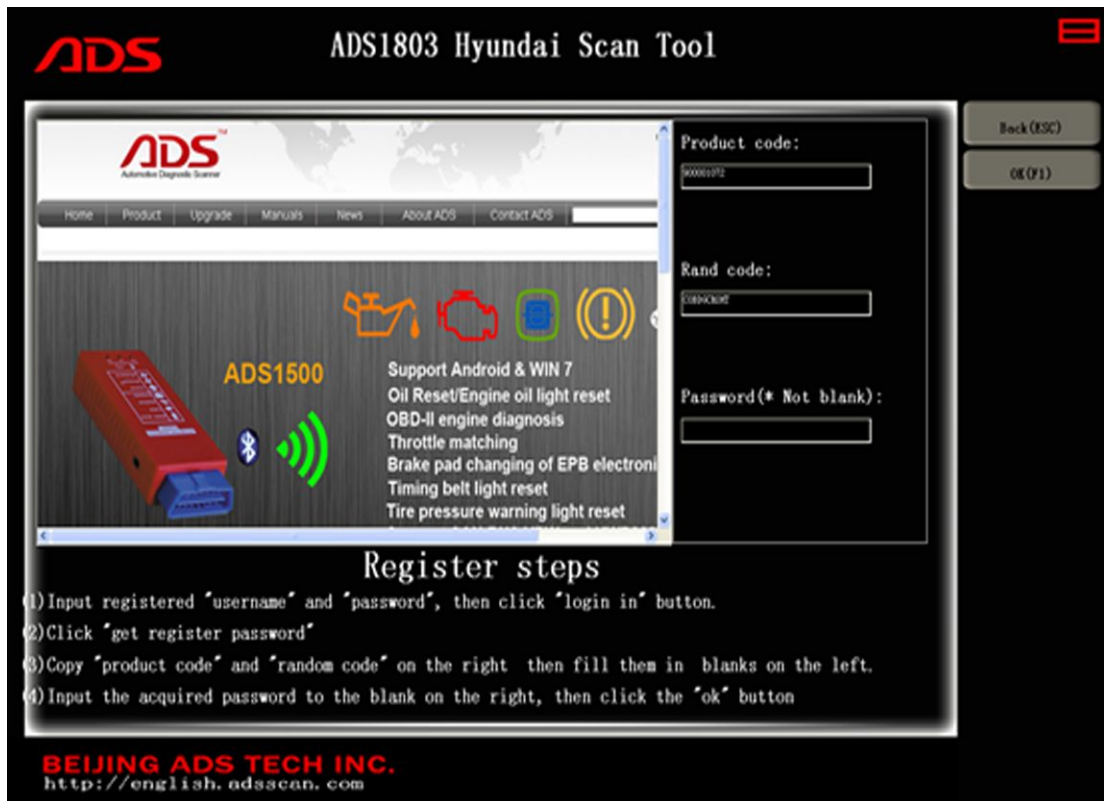 ADS
ADS1803 Hyundai Scan Tool
Back(ESC)
OK(F1)
ADS™
Automotive Diagnostic Scanner
Home Product Upgrade Manuals News About ADS Contact ADS
ADS1500
Support Android & WIN 7
Oil Reset/Engine oil light reset
OBD-II engine diagnosis
Throttle matching
Brake pad changing of EPB electroni
Timing belt light reset
Tire pressure warning light reset
Product code:
900001072
Rand code:
Password(* Not blank):
Register steps
(1)Input registered "username" and "password", then click "login in" button.
(2)Click "get register password"
(3)Copy "product code" and "random code" on the right then fill them in blanks on the left.
(4)Input the acquired password to the blank on the right, then click the "ok" button
BEIJING ADS TECH INC.
http://english.adsscan.com